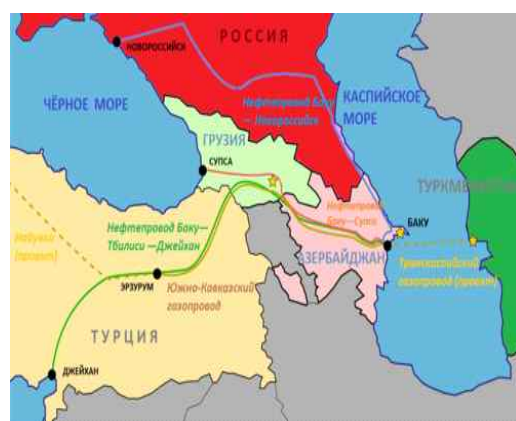 РОССИЯ
НОВОРОССИЙСК
ЧЁРНОЕ МОРЕ
Нефтепровод Баку
— Новороссийск
КАСПИЙСКОЕ
МОРЕ
ГРУЗИЯ
СУПСА
ТУРКМЕНИСТАН
Нефтепровод
Баку—Супса
БАКУ
Нефтепровод Баку—
Тбилиси —Джейхан
Набукко
(проект)
АЗЕРБАЙДЖАН
Транскаспийский
газопровод (проект)
ЭРЗУРУМ
Южно-Кавказский
газопровод
ТУРЦИЯ
ДЖЕЙХАН